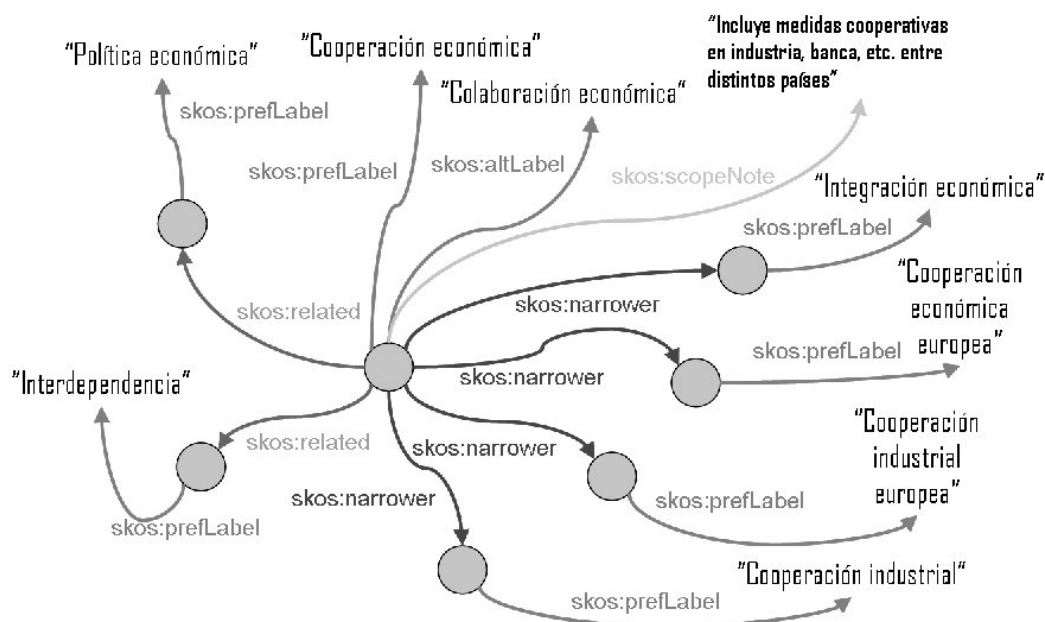 "Política económica"
"Cooperación económica"
"Incluye medidas cooperativas
en industria, banca, etc. entre
distintos países"
skos:prefLabel
"Colaboración económica"
skos:prefLabel
skos:altLabel
skos:scopeNote
"Integración económica"
skos:prefLabel
"Cooperación
económica
europea"
skos:related
skos:narrower
skos:prefLabel
skos:narrower
"Interdependencia"
skos:related
skos:narrower
"Cooperación
industrial
europea"
skos:narrower
skos:prefLabel
skos:prefLabel
"Cooperación industrial"
skos:prefLabel